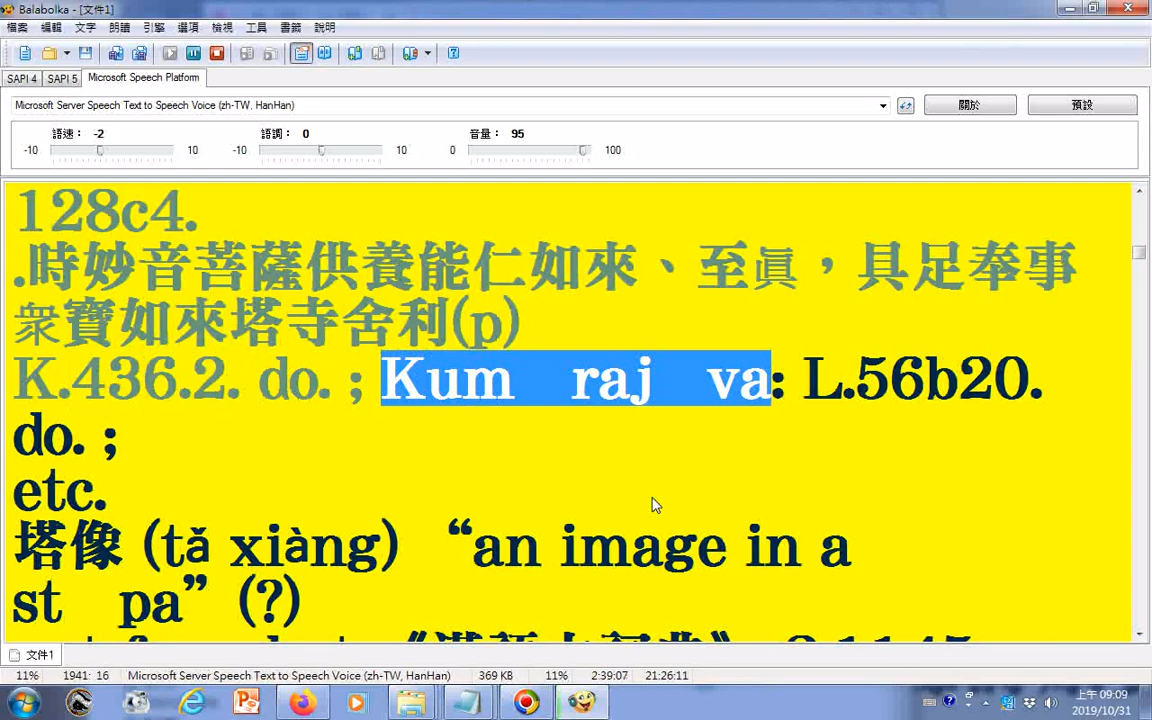 Balabolka - [文件1]
檔案 編輯 文字 朗讀 引擎 選項 檢視 工具 書籤 說明
SAPI 4 SAPI 5 Microsoft Speech Platform
Microsoft Server Speech Text to Speech Voice (zh-TW, HanHan) 關於 預設
語速： -2 語調： 0 音量： 95
-10 10 -10 10 0 100
128c4.
.時妙音菩薩供養能仁如來、至眞，具足奉事
衆寶如來塔寺舍利(p)
K.436.2. do. ; Kum raj va: L.56b20.
do. ;
etc.
塔像 (tǎ xiàng) “an image in a
st pa” (?)
文件1
11% 1941: 16 Microsoft Server Speech Text to Speech Voice (zh-TW, HanHan) 369 KB 11% 2:39:07 21:26:11
上午 09:09
2019/10/31